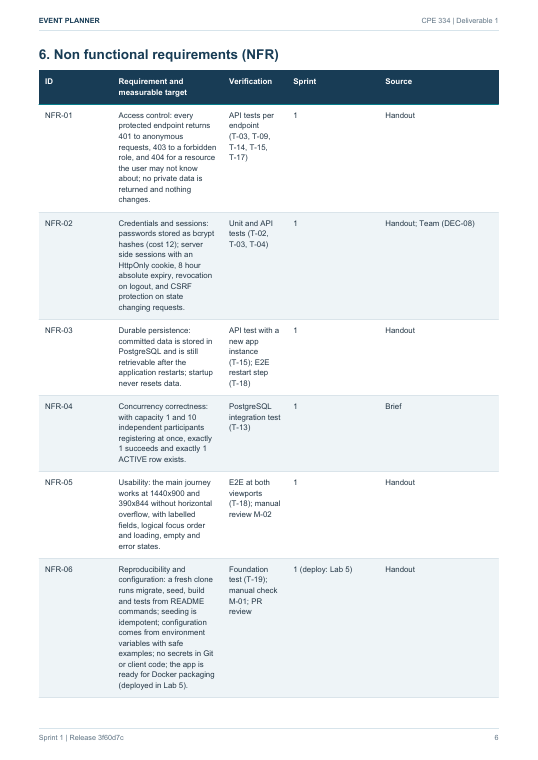 EVENT PLANNER
CPE 334 | Deliverable 1
6. Non functional requirements (NFR)
ID
Requirement and
measurable target
Verification
Sprint
Source
NFR-01
Access control: every
protected endpoint returns
401 to anonymous
requests, 403 to a forbidden
role, and 404 for a resource
the user may not know
about; no private data is
returned and nothing
changes.
API tests per
endpoint
(T-03, T-09,
T-14, T-15,
T-17)
1
Handout
NFR-02
Credentials and sessions:
passwords stored as bcrypt
hashes (cost 12); server
side sessions with an
HttpOnly cookie, 8 hour
absolute expiry, revocation
on logout, and CSRF
protection on state
changing requests.
Unit and API
tests (T-02,
T-03, T-04)
1
Handout; Team (DEC-08)
NFR-03
Durable persistence:
committed data is stored in
PostgreSQL and is still
retrievable after the
application restarts; startup
never resets data.
API test with a
new app
instance
(T-15); E2E
restart step
(T-18)
1
Handout
NFR-04
Concurrency correctness:
with capacity 1 and 10
independent participants
registering at once, exactly
1 succeeds and exactly 1
ACTIVE row exists.
PostgreSQL
integration test
(T-13)
1
Brief
NFR-05
Usability: the main journey
works at 1440x900 and
390x844 without horizontal
overflow, with labelled
fields, logical focus order
and loading, empty and
error states.
E2E at both
viewports
(T-18); manual
review M-02
1
Handout
NFR-06
Reproducibility and
configuration: a fresh clone
runs migrate, seed, build
and tests from README
commands; seeding is
idempotent; configuration
comes from environment
variables with safe
examples; no secrets in Git
or client code; the app is
ready for Docker packaging
(deployed in Lab 5).
Foundation
test (T-19);
manual check
M-01; PR
review
1 (deploy: Lab 5)
Handout
Sprint 1 | Release 3f60d7c
6